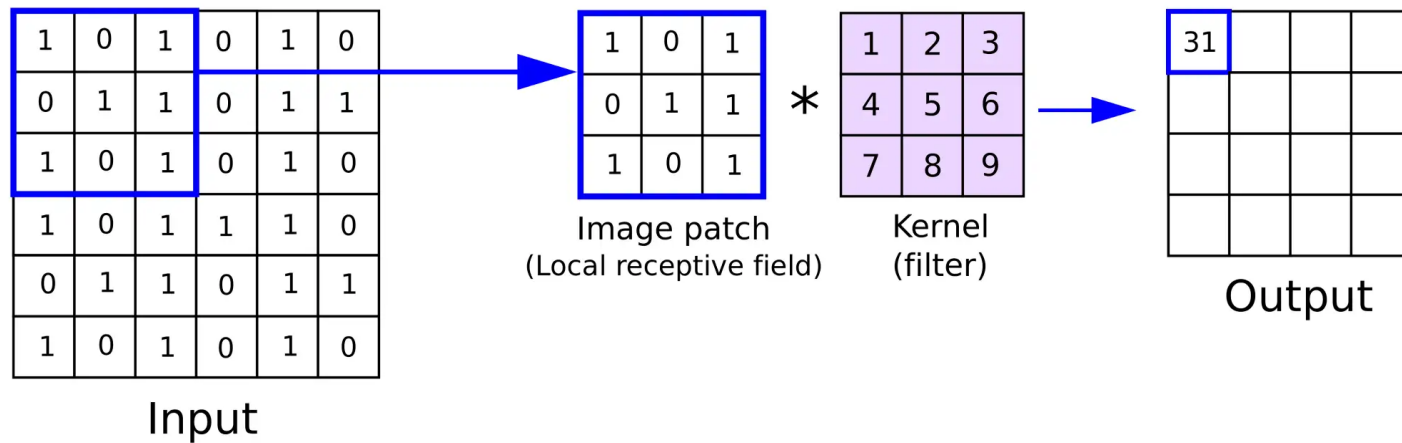 1 0 1 0 1 0
0 1 1 0 1 1
1 0 1 0 1 0
1 0 1 1 1 0
0 1 1 0 1 1
1 0 1 0 1 0
Input
1 0 1
0 1 1
1 0 1
Image patch
(Local receptive field)
*
1 2 3
4 5 6
7 8 9
Kernel
(filter)
31
Output